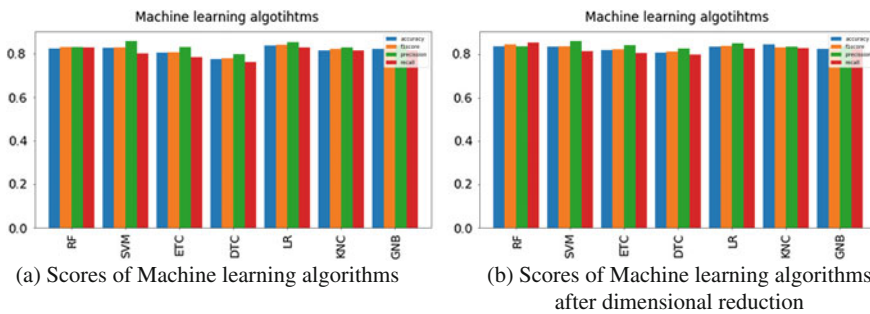 Machine learning algotihtms
accuracy
f1score
precision
recall
0.8
0.6
0.4
0.2
0.0
RF
SVM
ETC
DTC
LR
KNC
GNB
(a) Scores of Machine learning algorithms
Machine learning algotihtms
accuracy
f1score
precision
recall
0.8
0.6
0.4
0.2
0.0
RF
SVM
ETC
DTC
LR
KNC
GNB
(b) Scores of Machine learning algorithms
after dimensional reduction